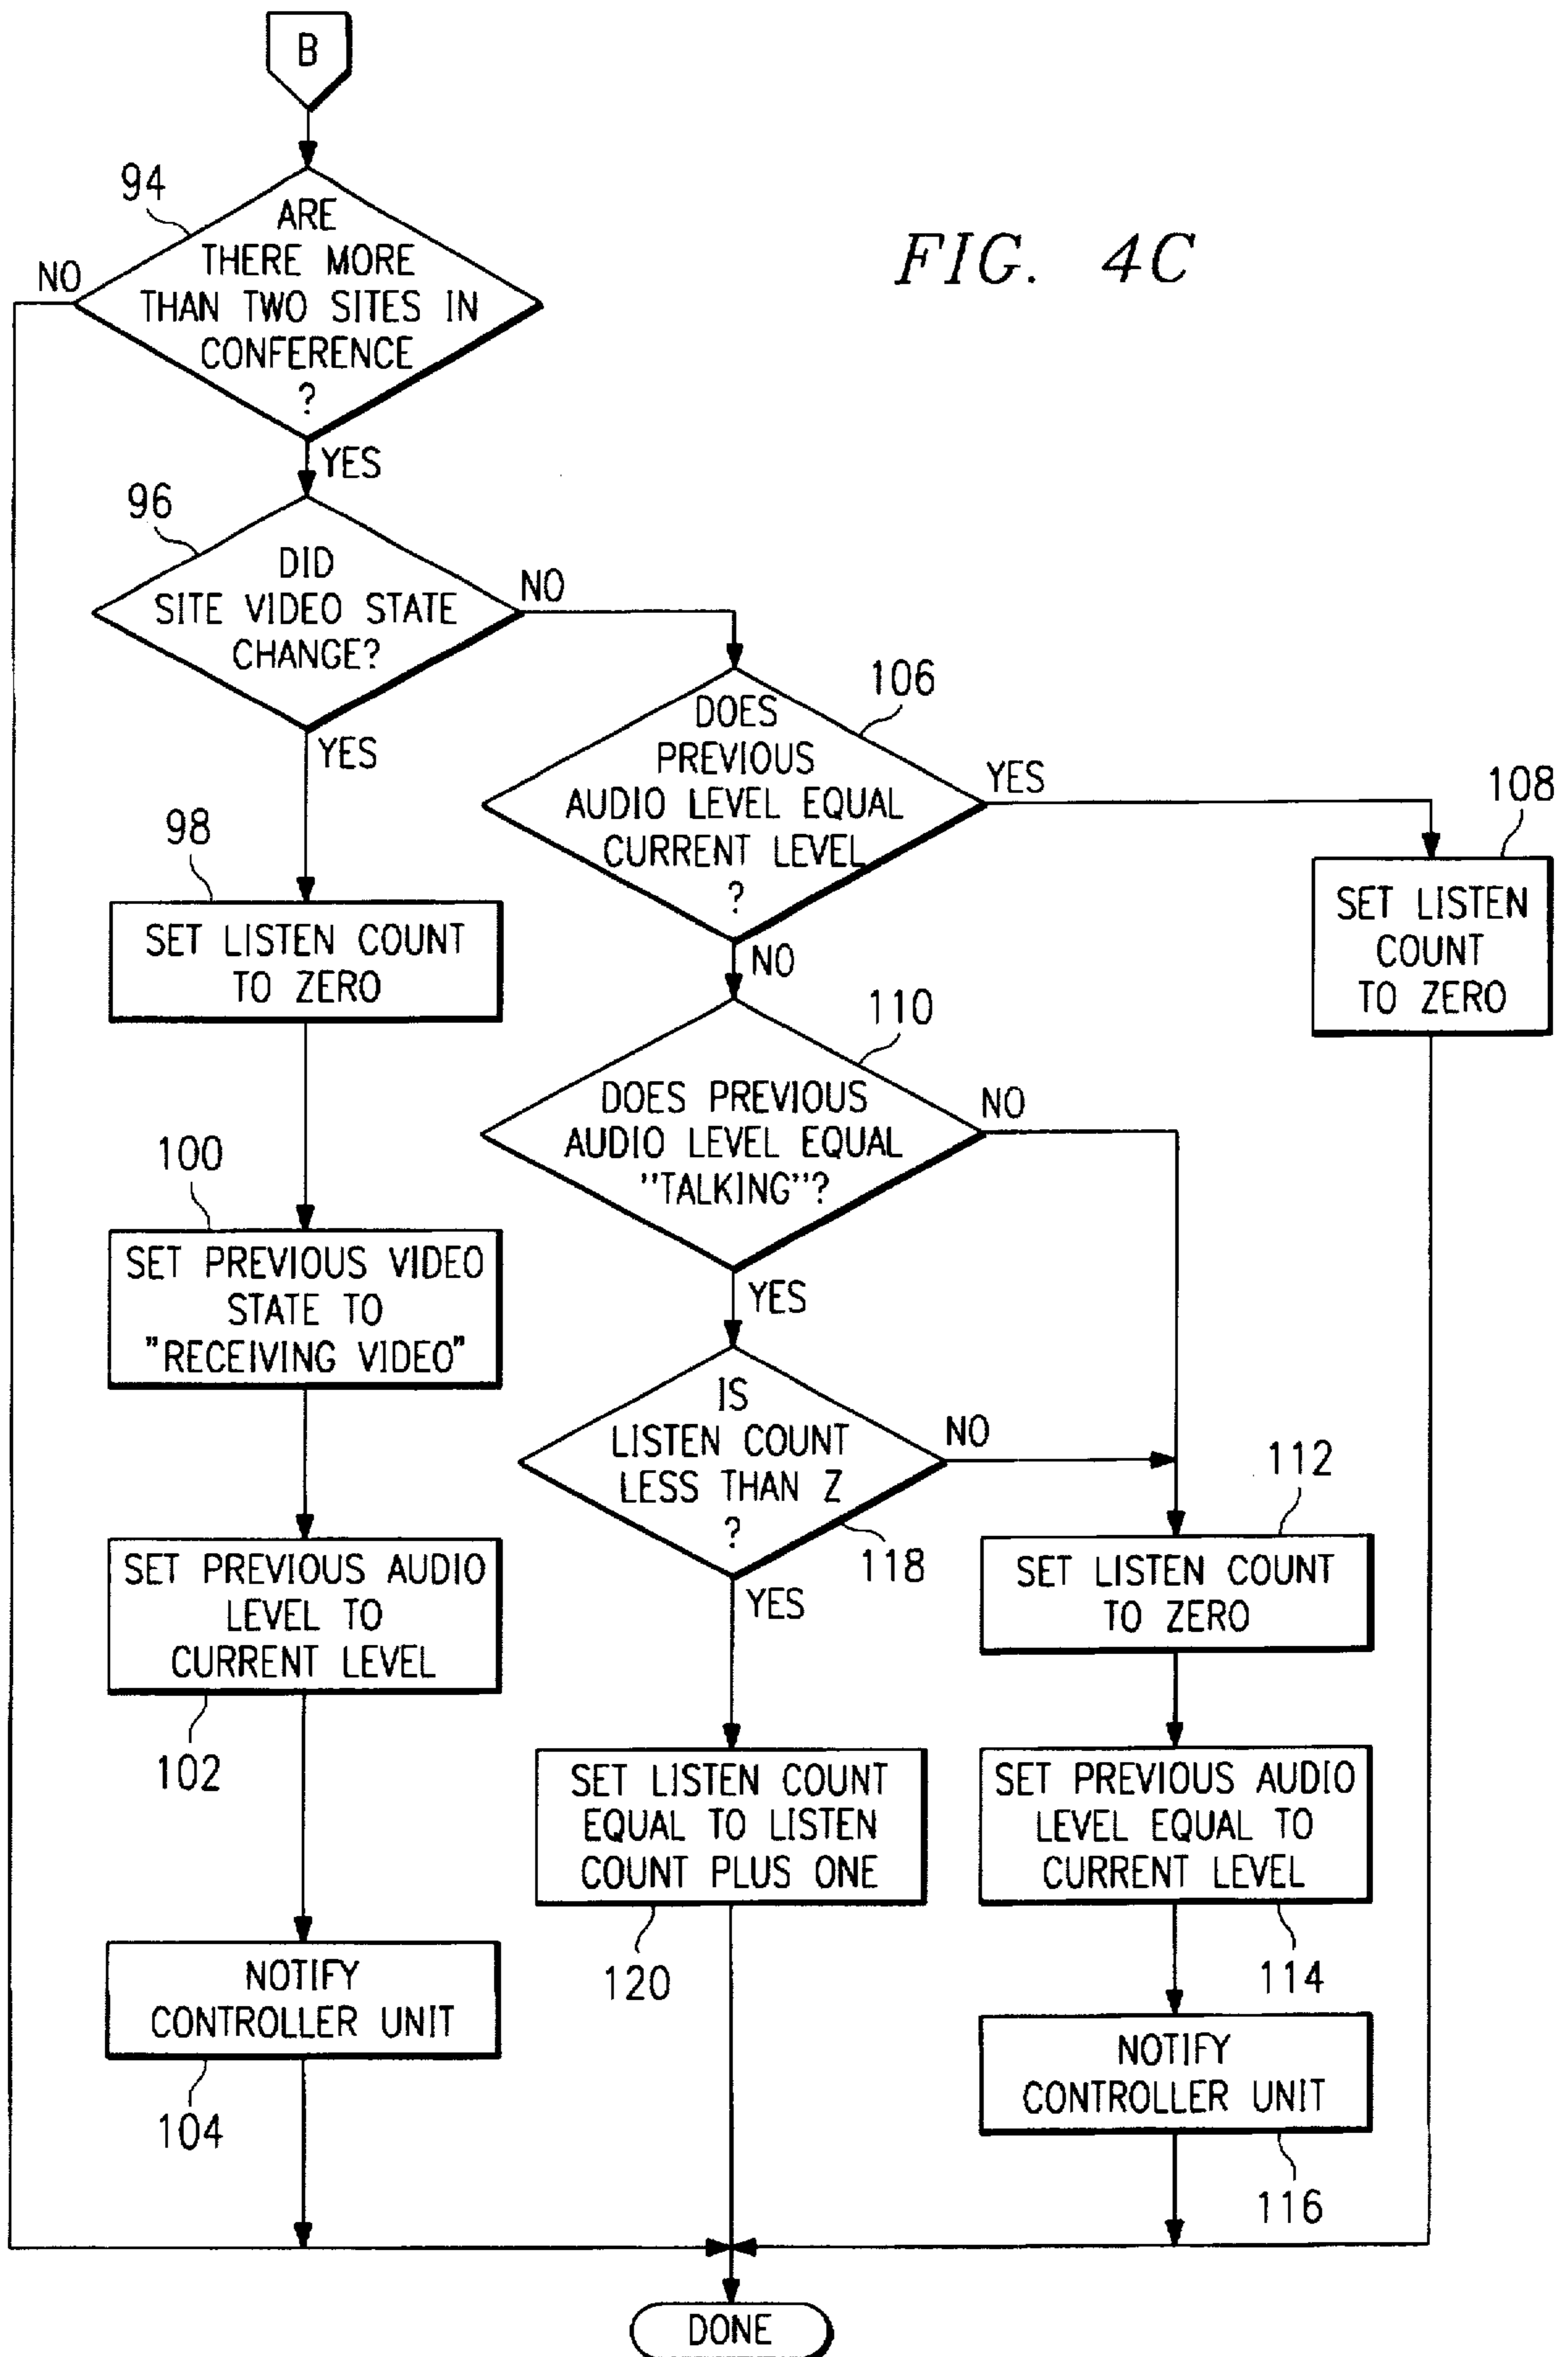 B
FIG. 4C
94
ARE
THERE MORE
THAN TWO SITES IN
CONFERENCE
?
NO
YES
96
DID
SITE VIDEO STATE
CHANGE?
NO
YES
106
DOES
PREVIOUS
AUDIO LEVEL EQUAL
CURRENT LEVEL
?
YES
NO
108
SET LISTEN
COUNT
TO ZERO
98
SET LISTEN COUNT
TO ZERO
110
DOES PREVIOUS
AUDIO LEVEL EQUAL
"TALKING"?
NO
YES
100
SET PREVIOUS VIDEO
STATE TO
"RECEIVING VIDEO"
IS
LISTEN COUNT
LESS THAN Z
?
NO
118
YES
112
SET LISTEN COUNT
TO ZERO
SET PREVIOUS AUDIO
LEVEL TO
CURRENT LEVEL
102
SET LISTEN COUNT
EQUAL TO LISTEN
COUNT PLUS ONE
120
SET PREVIOUS AUDIO
LEVEL EQUAL TO
CURRENT LEVEL
114
NOTIFY
CONTROLLER UNIT
104
NOTIFY
CONTROLLER UNIT
116
DONE